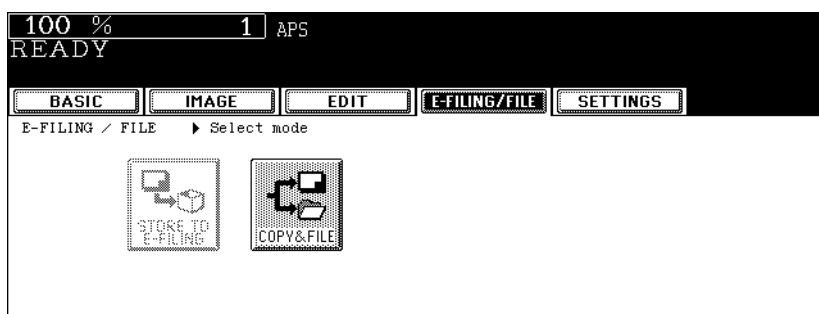 100 % 1 APS
READY
BASIC IMAGE EDIT E-FILING/FILE SETTINGS
E-FILING / FILE ▶ Select mode
STORE TO
E-FILING
COPY&FILE